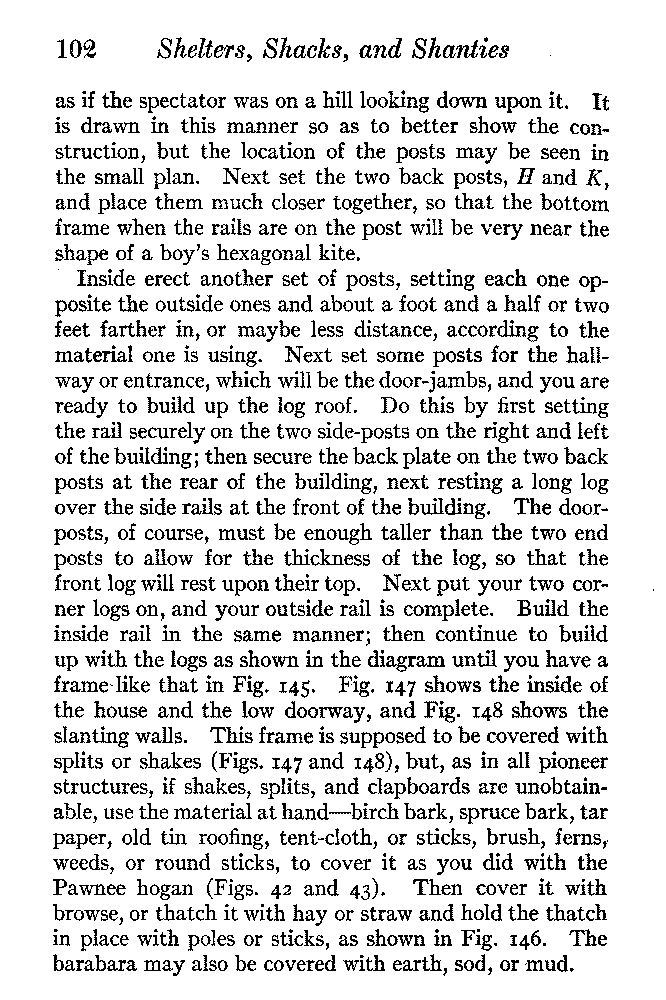 102 Shelters, Shacks, and Shanties
as if the spectator was on a hill looking down upon it. It
is drawn in this manner so as to better show the con-
struction, but the location of the posts may be seen in
the small plan. Next set the two back posts, H and K,
and place them much closer together, so that the bottom
frame when the rails are on the post will be very near the
shape of a boy's hexagonal kite.
Inside erect another set of posts, setting each one op-
posite the outside ones and about a foot and a half or two
feet farther in, or maybe less distance, according to the
material one is using. Next set some posts for the hall-
way or entrance, which will be the door-jambs, and you are
ready to build up the log roof. Do this by first setting
the rail securely on the two side-posts on the right and left
of the building; then secure the back plate on the two back
posts at the rear of the building, next resting a long log
over the side rails at the front of the building. The door-
posts, of course, must be enough taller than the two end
posts to allow for the thickness of the log, so that the
front log will rest upon their top. Next put your two cor-
ner logs on, and your outside rail is complete. Build the
inside rail in the same manner; then continue to build
up with the logs as shown in the diagram until you have a
frame like that in Fig. 145. Fig. 147 shows the inside of
the house and the low doorway, and Fig. 148 shows the
slanting walls. This frame is supposed to be covered with
splits or shakes (Figs. 147 and 148), but, as in all pioneer
structures, if shakes, splits, and clapboards are unobtain-
able, use the material at hand—birch bark, spruce bark, tar
paper, old tin roofing, tent-cloth, or sticks, brush, ferns,
weeds, or round sticks, to cover it as you did with the
Pawnee hogan (Figs. 42 and 43). Then cover it with
browse, or thatch it with hay or straw and hold the thatch
in place with poles or sticks, as shown in Fig. 146. The
barabara may also be covered with earth, sod, or mud.